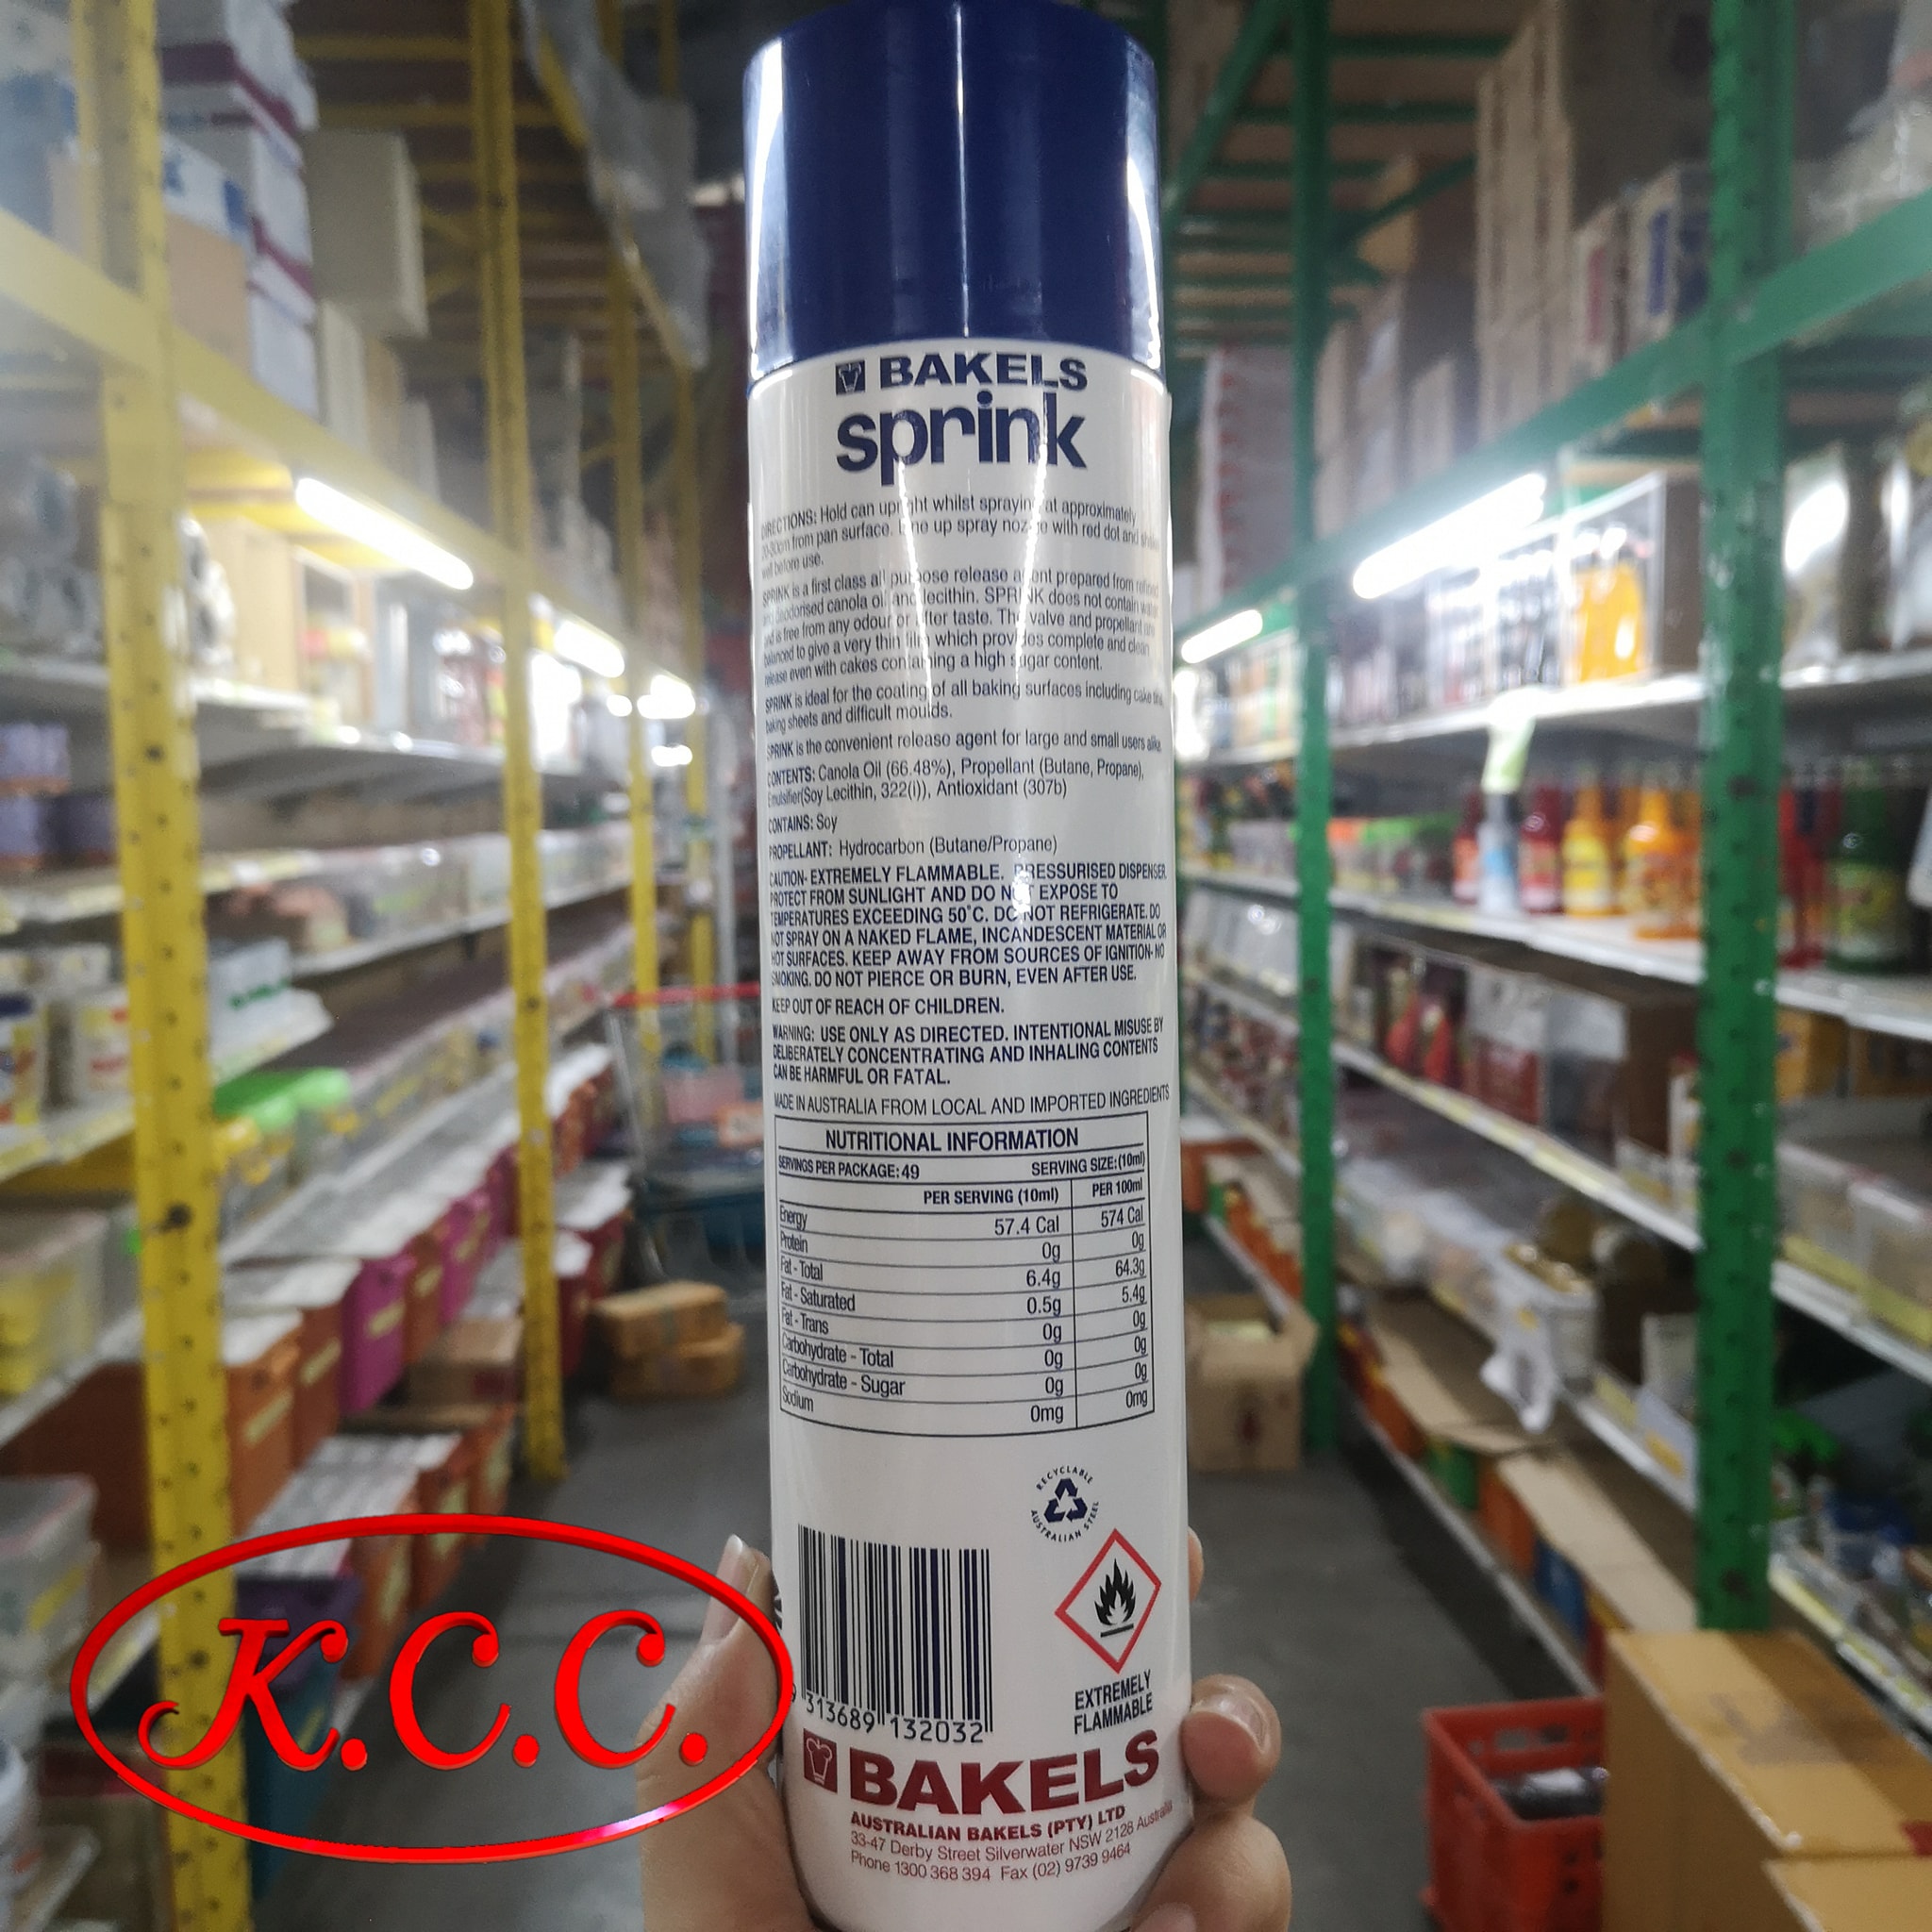 BAKELS
sprink
DIRECTIONS: Hold can upright whilst spraying at approximately
20-30cm from pan surface. Line up spray nozzle with red dot and shake
well before use.
SPRINK is a first class all purpose release agent prepared from refined
and deodorised canola oil and lecithin. SPRINK does not contain water
and is free from any odour or after taste. The valve and propellant are
balanced to give a very thin film which provides complete and clean
release even with cakes containing a high sugar content.
SPRINK is ideal for the coating of all baking surfaces including cake tins,
baking sheets and difficult moulds.
SPRINK is the convenient release agent for large and small users alike.
CONTENTS: Canola Oil (66.48%), Propellant (Butane, Propane),
Emulsifier(Soy Lecithin, 322(i)), Antioxidant (307b)
CONTAINS: Soy
PROPELLANT: Hydrocarbon (Butane/Propane)
CAUTION- EXTREMELY FLAMMABLE. PRESSURISED DISPENSER.
PROTECT FROM SUNLIGHT AND DO NOT EXPOSE TO
TEMPERATURES EXCEEDING 50°C. DO NOT REFRIGERATE. DO
NOT SPRAY ON A NAKED FLAME, INCANDESCENT MATERIAL OR
HOT SURFACES. KEEP AWAY FROM SOURCES OF IGNITION- NO
SMOKING. DO NOT PIERCE OR BURN, EVEN AFTER USE.
KEEP OUT OF REACH OF CHILDREN.
WARNING: USE ONLY AS DIRECTED. INTENTIONAL MISUSE BY
DELIBERATELY CONCENTRATING AND INHALING CONTENTS
CAN BE HARMFUL OR FATAL.
MADE IN AUSTRALIA FROM LOCAL AND IMPORTED INGREDIENTS
NUTRITIONAL INFORMATION
SERVINGS PER PACKAGE: 49 SERVING SIZE:(10ml)
PER SERVING (10ml) PER 100ml
Energy 57.4 Cal 574 Cal
Protein 0g 0g
Fat - Total 6.4g 64.3g
Fat - Saturated 0.5g 5.4g
Fat - Trans 0g 0g
Carbohydrate - Total 0g 0g
Carbohydrate - Sugar 0g 0g
Sodium 0mg 0mg
RECYCLABLE
AUSTRALIAN STEEL
9 313689 132032
EXTREMELY
FLAMMABLE
BAKELS
AUSTRALIAN BAKELS (PTY) LTD
33-47 Derby Street Silverwater NSW 2128 Australia
Phone 1300 368 394 Fax (02) 9739 9464
K.C.C.